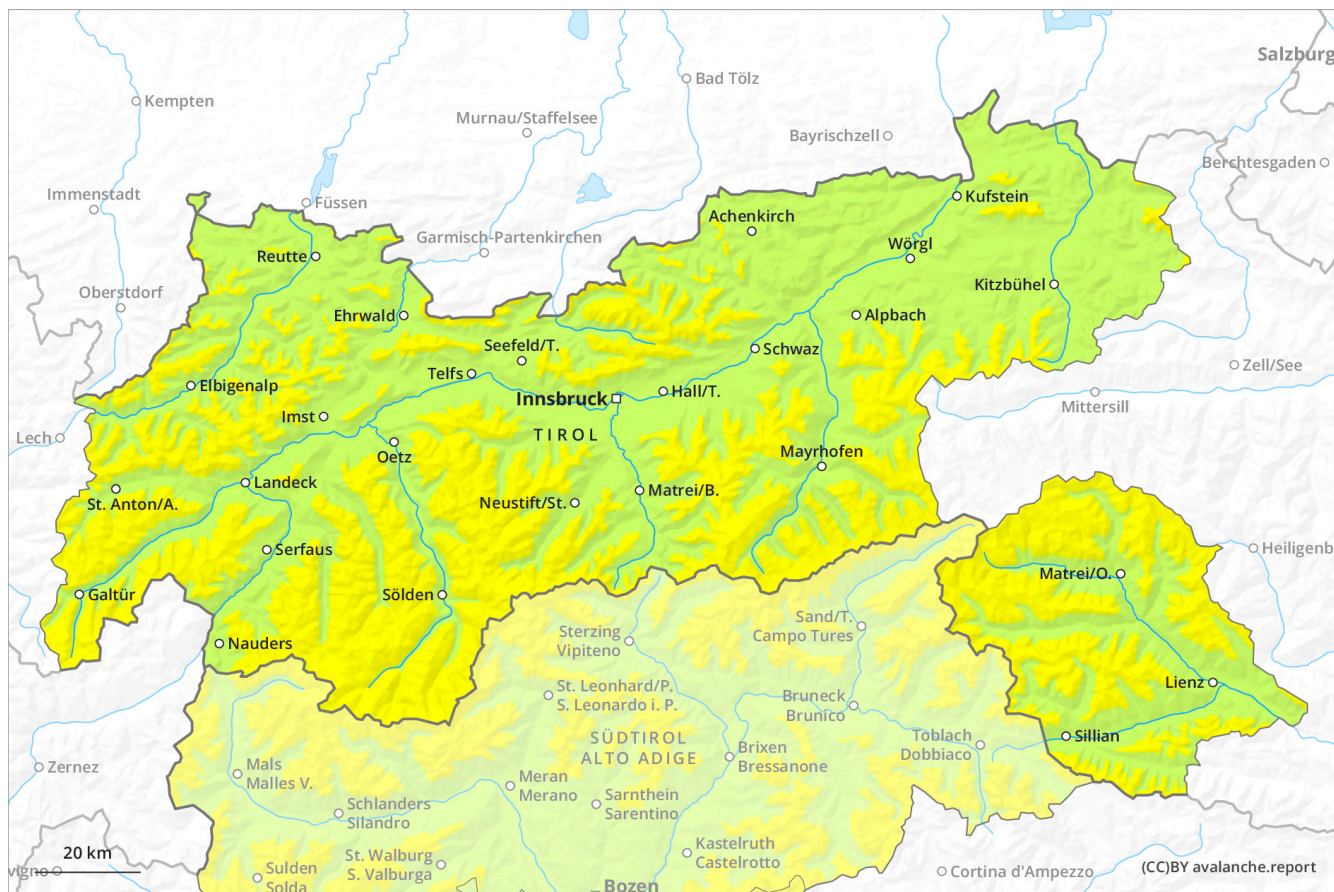 Salzburg
Bad Tölz
Kempten
Murnau/Staffelsee
Bayrischzell
Berchtesgaden
Immenstadt
Füssen
Kufstein
Achenkirch
Garmisch-Partenkirchen
Wörgl
Reutte
Kitzbühel
Oberstdorf
Ehrwald
Alpbach
Seefeld/T.
Schwaz
Zell/See
Telfs
Elbigenalp
Hall/T.
Innsbruck
Mittersill
Imst
TIROL
Lech
Oetz
Mayrhofen
Landeck
Matrei/B.
St. Anton/A.
Neustift/St.
Serfaus
Heiligenb
Matrei/O.
Galtür
Sölden
Sand/T.
Campo Tures
Sterzing
Vipiteno
Nauders
Lienz
St. Leonhard/P.
S. Leonardo i. P.
Bruneck
Brunico
SÜDTIROL
ALTO ADIGE
Toblach
Dobbiaco
Sillian
Brixen
Bressanone
Zernez
Mals
Malles V.
Meran
Merano
Sarnthein
Sarentino
Schlanders
Silandro
20 km
Kastelruth
Castelrotto
St. Walburg
S. Valburga
vigno
Sulden
Solda
Cortina d'Ampezzo
(CC)BY avalanche.report
Bozen